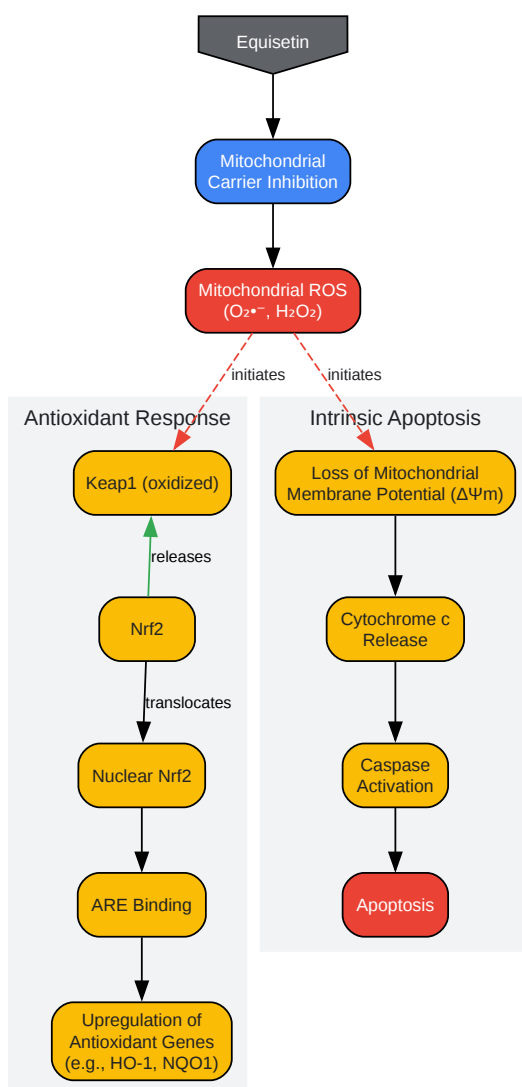 Equisetin
Mitochondrial
Carrier Inhibition
Mitochondrial ROS
(O₂•⁻, H₂O₂)
initiates
initiates
Antioxidant Response
Keap1 (oxidized)
releases
Nrf2
translocates
Nuclear Nrf2
ARE Binding
Upregulation of
Antioxidant Genes
(e.g., HO-1, NQO1)
Intrinsic Apoptosis
Loss of Mitochondrial
Membrane Potential (ΔΨm)
Cytochrome c
Release
Caspase
Activation
Apoptosis